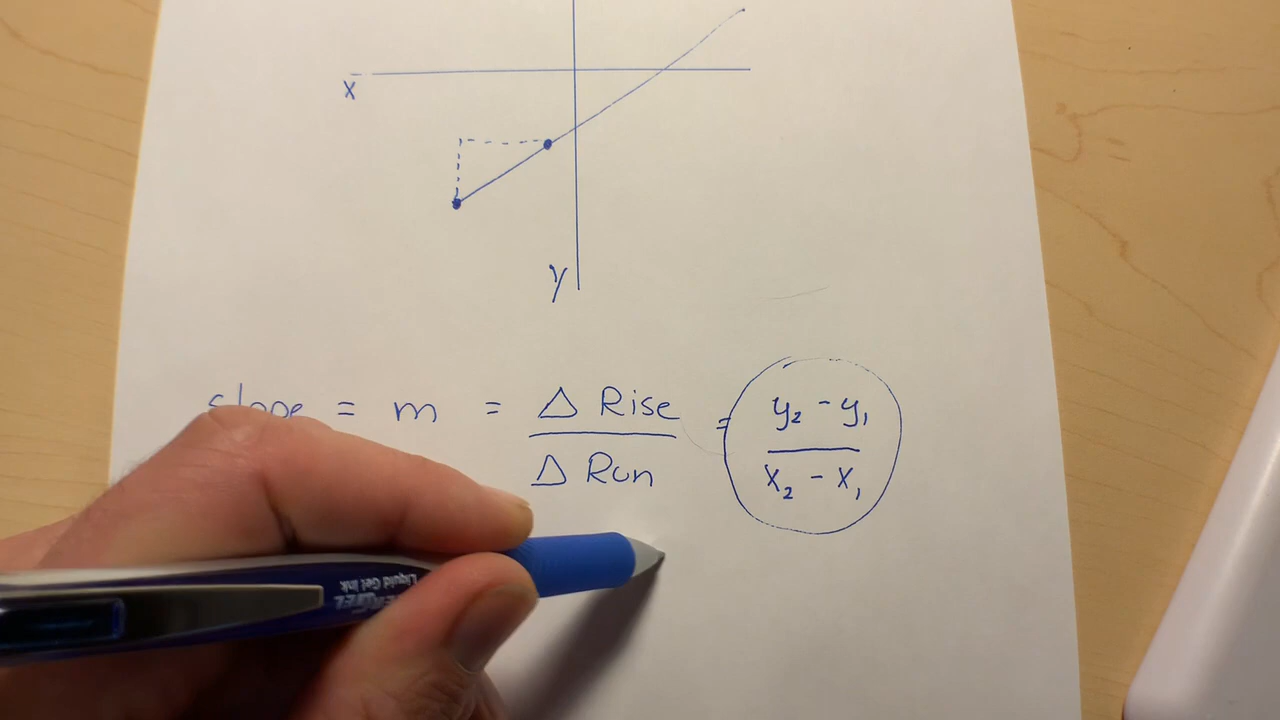 X
y
slope = m = Δ Rise / Δ Run = y₂ - y₁ / x₂ - x₁
Liquid Gel Ink